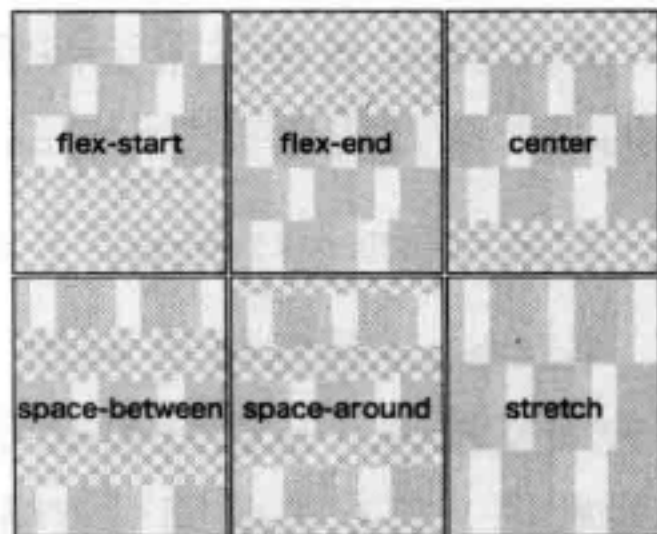 flex-start
flex-end
center
space-between
space-around
stretch